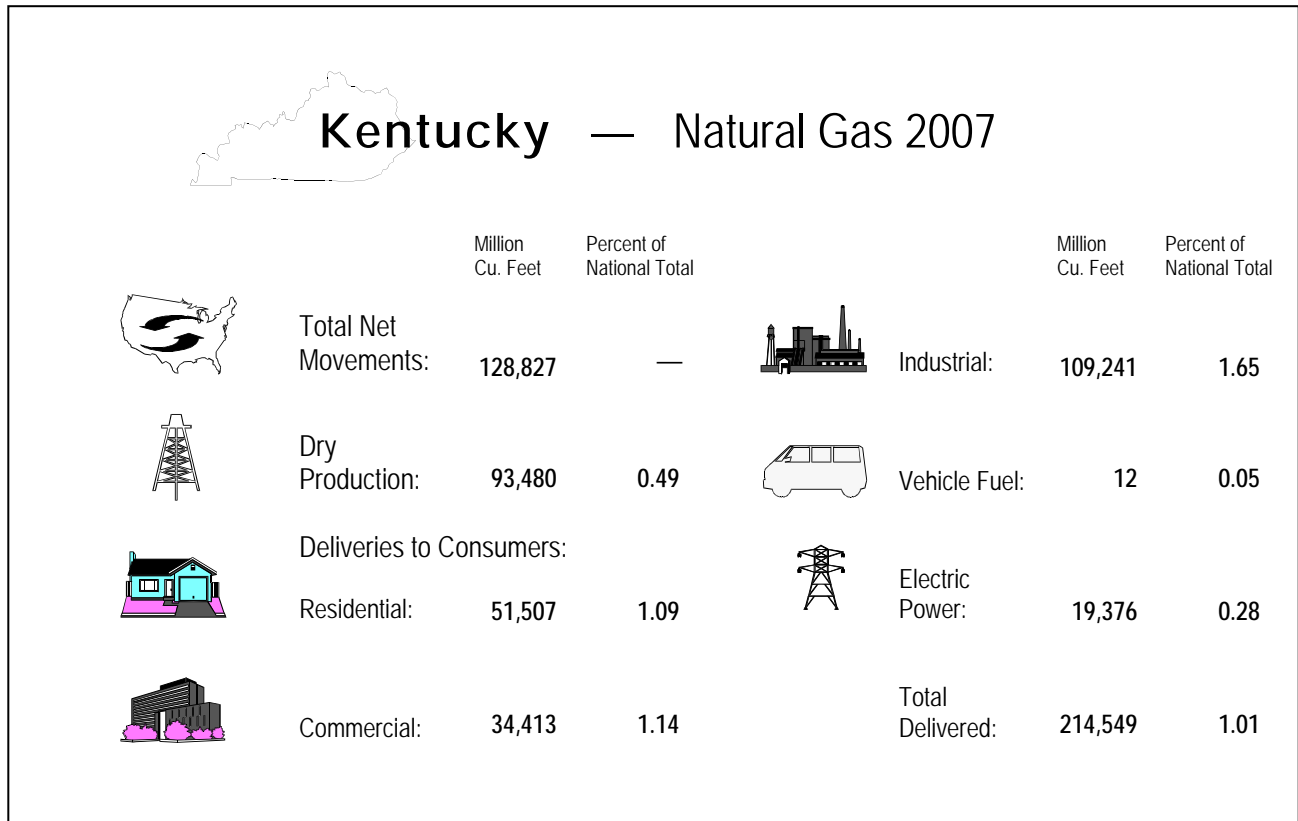 Kentucky — Natural Gas 2007
Million
Cu. Feet
Percent of
National Total
Total Net
Movements: 128,827 —
Dry
Production: 93,480 0.49
Deliveries to Consumers:
Residential: 51,507 1.09
Commercial: 34,413 1.14
Million
Cu. Feet
Percent of
National Total
Industrial: 109,241 1.65
Vehicle Fuel: 12 0.05
Electric
Power: 19,376 0.28
Total
Delivered: 214,549 1.01